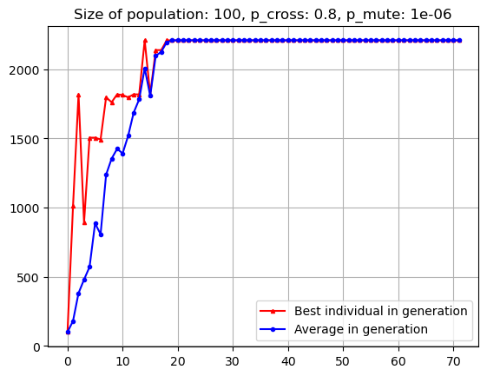 Size of population: 100, p_cross: 0.8, p_mute: 1e-06
2000
1500
1000
500
0
0 10 20 30 40 50 60 70
Best individual in generation
Average in generation